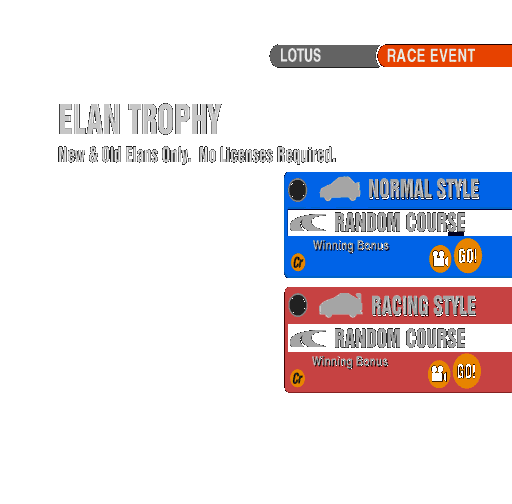 LOTUS RACE EVENT
ELAN TROPHY
New & Old Elans Only. No Licenses Required.
NORMAL STYLE
RANDOM COURSE
Winning Bonus
Cr GO!
RACING STYLE
RANDOM COURSE
Winning Bonus
Cr GO!